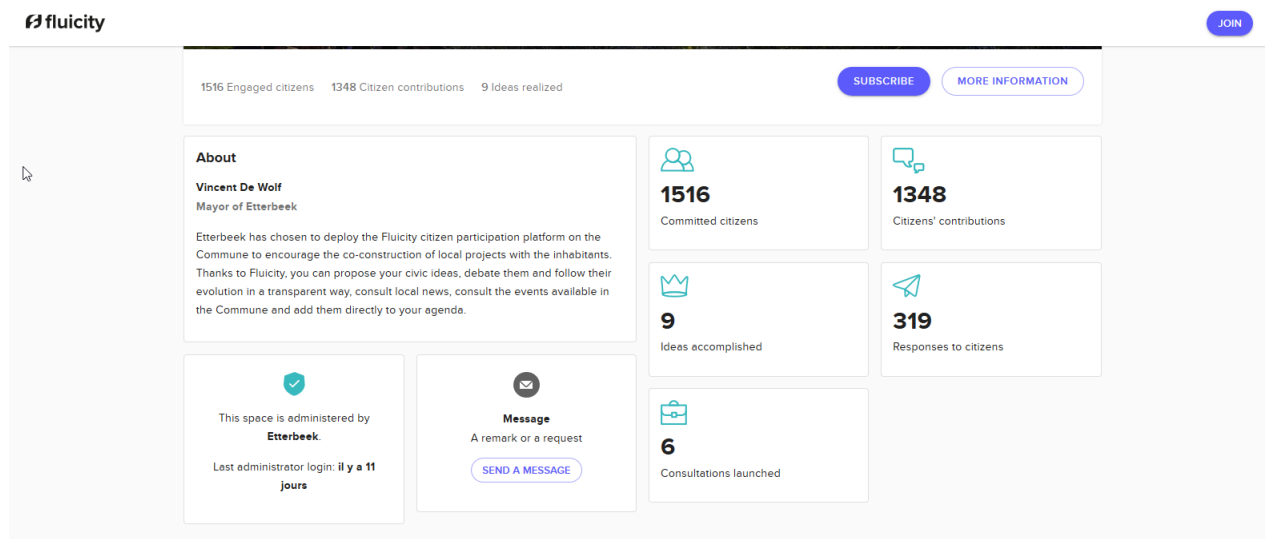 fluicity
JOIN
1516 Engaged citizens 1348 Citizen contributions 9 Ideas realized
SUBSCRIBE
MORE INFORMATION
About
Vincent De Wolf
Mayor of Etterbeek
Etterbeek has chosen to deploy the Fluicity citizen participation platform on the
Commune to encourage the co-construction of local projects with the inhabitants.
Thanks to Fluicity, you can propose your civic ideas, debate them and follow their
evolution in a transparent way, consult local news, consult the events available in
the Commune and add them directly to your agenda.
1516
Committed citizens
1348
Citizens' contributions
9
Ideas accomplished
319
Responses to citizens
This space is administered by
Etterbeek.
Last administrator login: il y a 11
jours
Message
A remark or a request
SEND A MESSAGE
6
Consultations launched